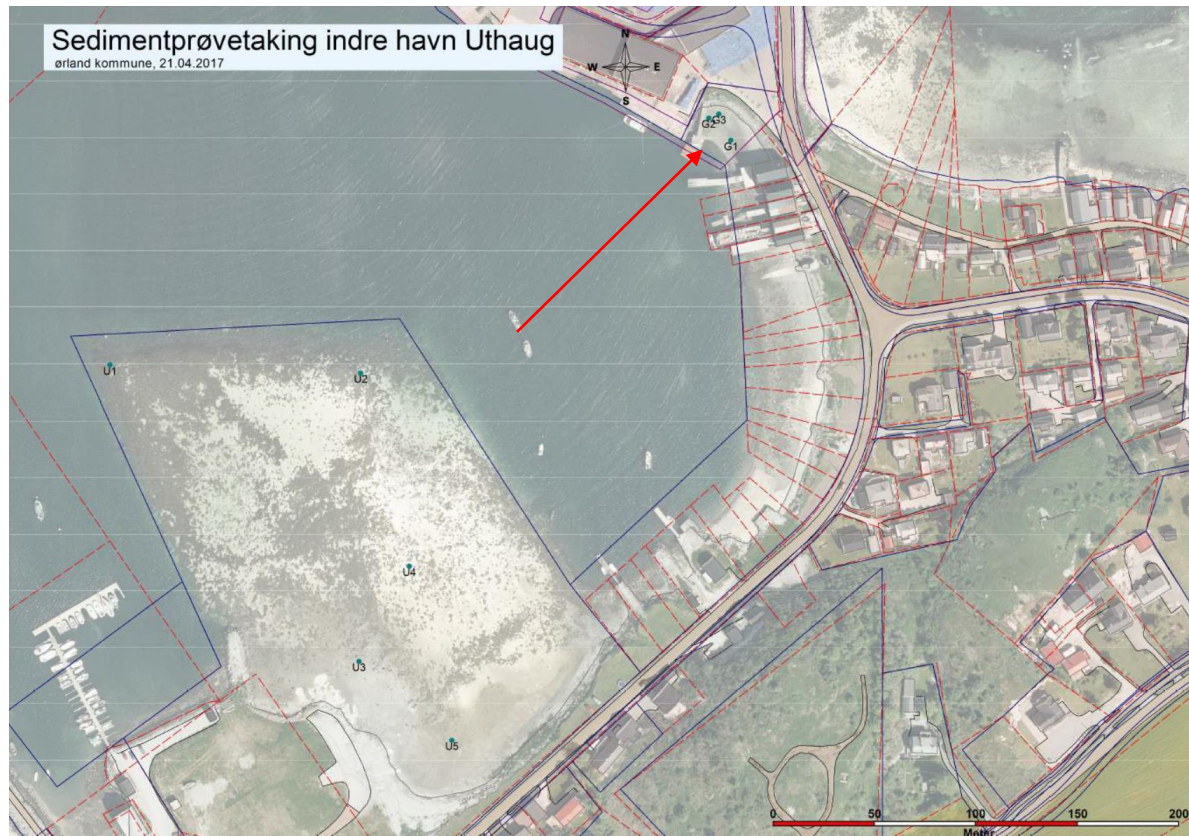 Sedimentprøvetaking indre havn Uthaug
ørland kommune, 21.04.2017
N
W E
S
G2 G3
G1
U1
U2
U4
U3
U5
0 50 100 150 200
Meter